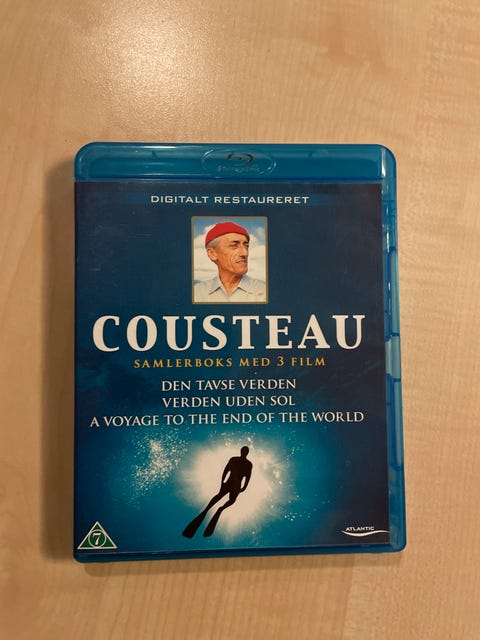 DIGITALT RESTAURERET
COUSTEAU
SAMLERBOKS MED 3 FILM
DEN TAVSE VERDEN
VERDEN UDEN SOL
A VOYAGE TO THE END OF THE WORLD
7
ATLANTIC